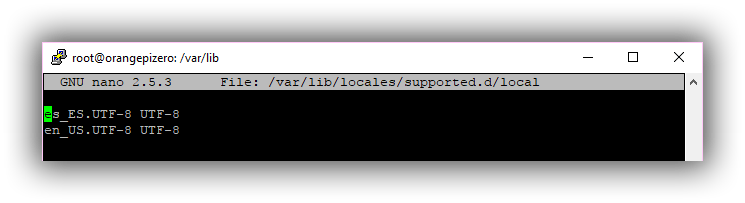 root@orangepizero: /var/lib
GNU nano 2.5.3 File: /var/lib/locales/supported.d/local
es_ES.UTF-8 UTF-8
en_US.UTF-8 UTF-8